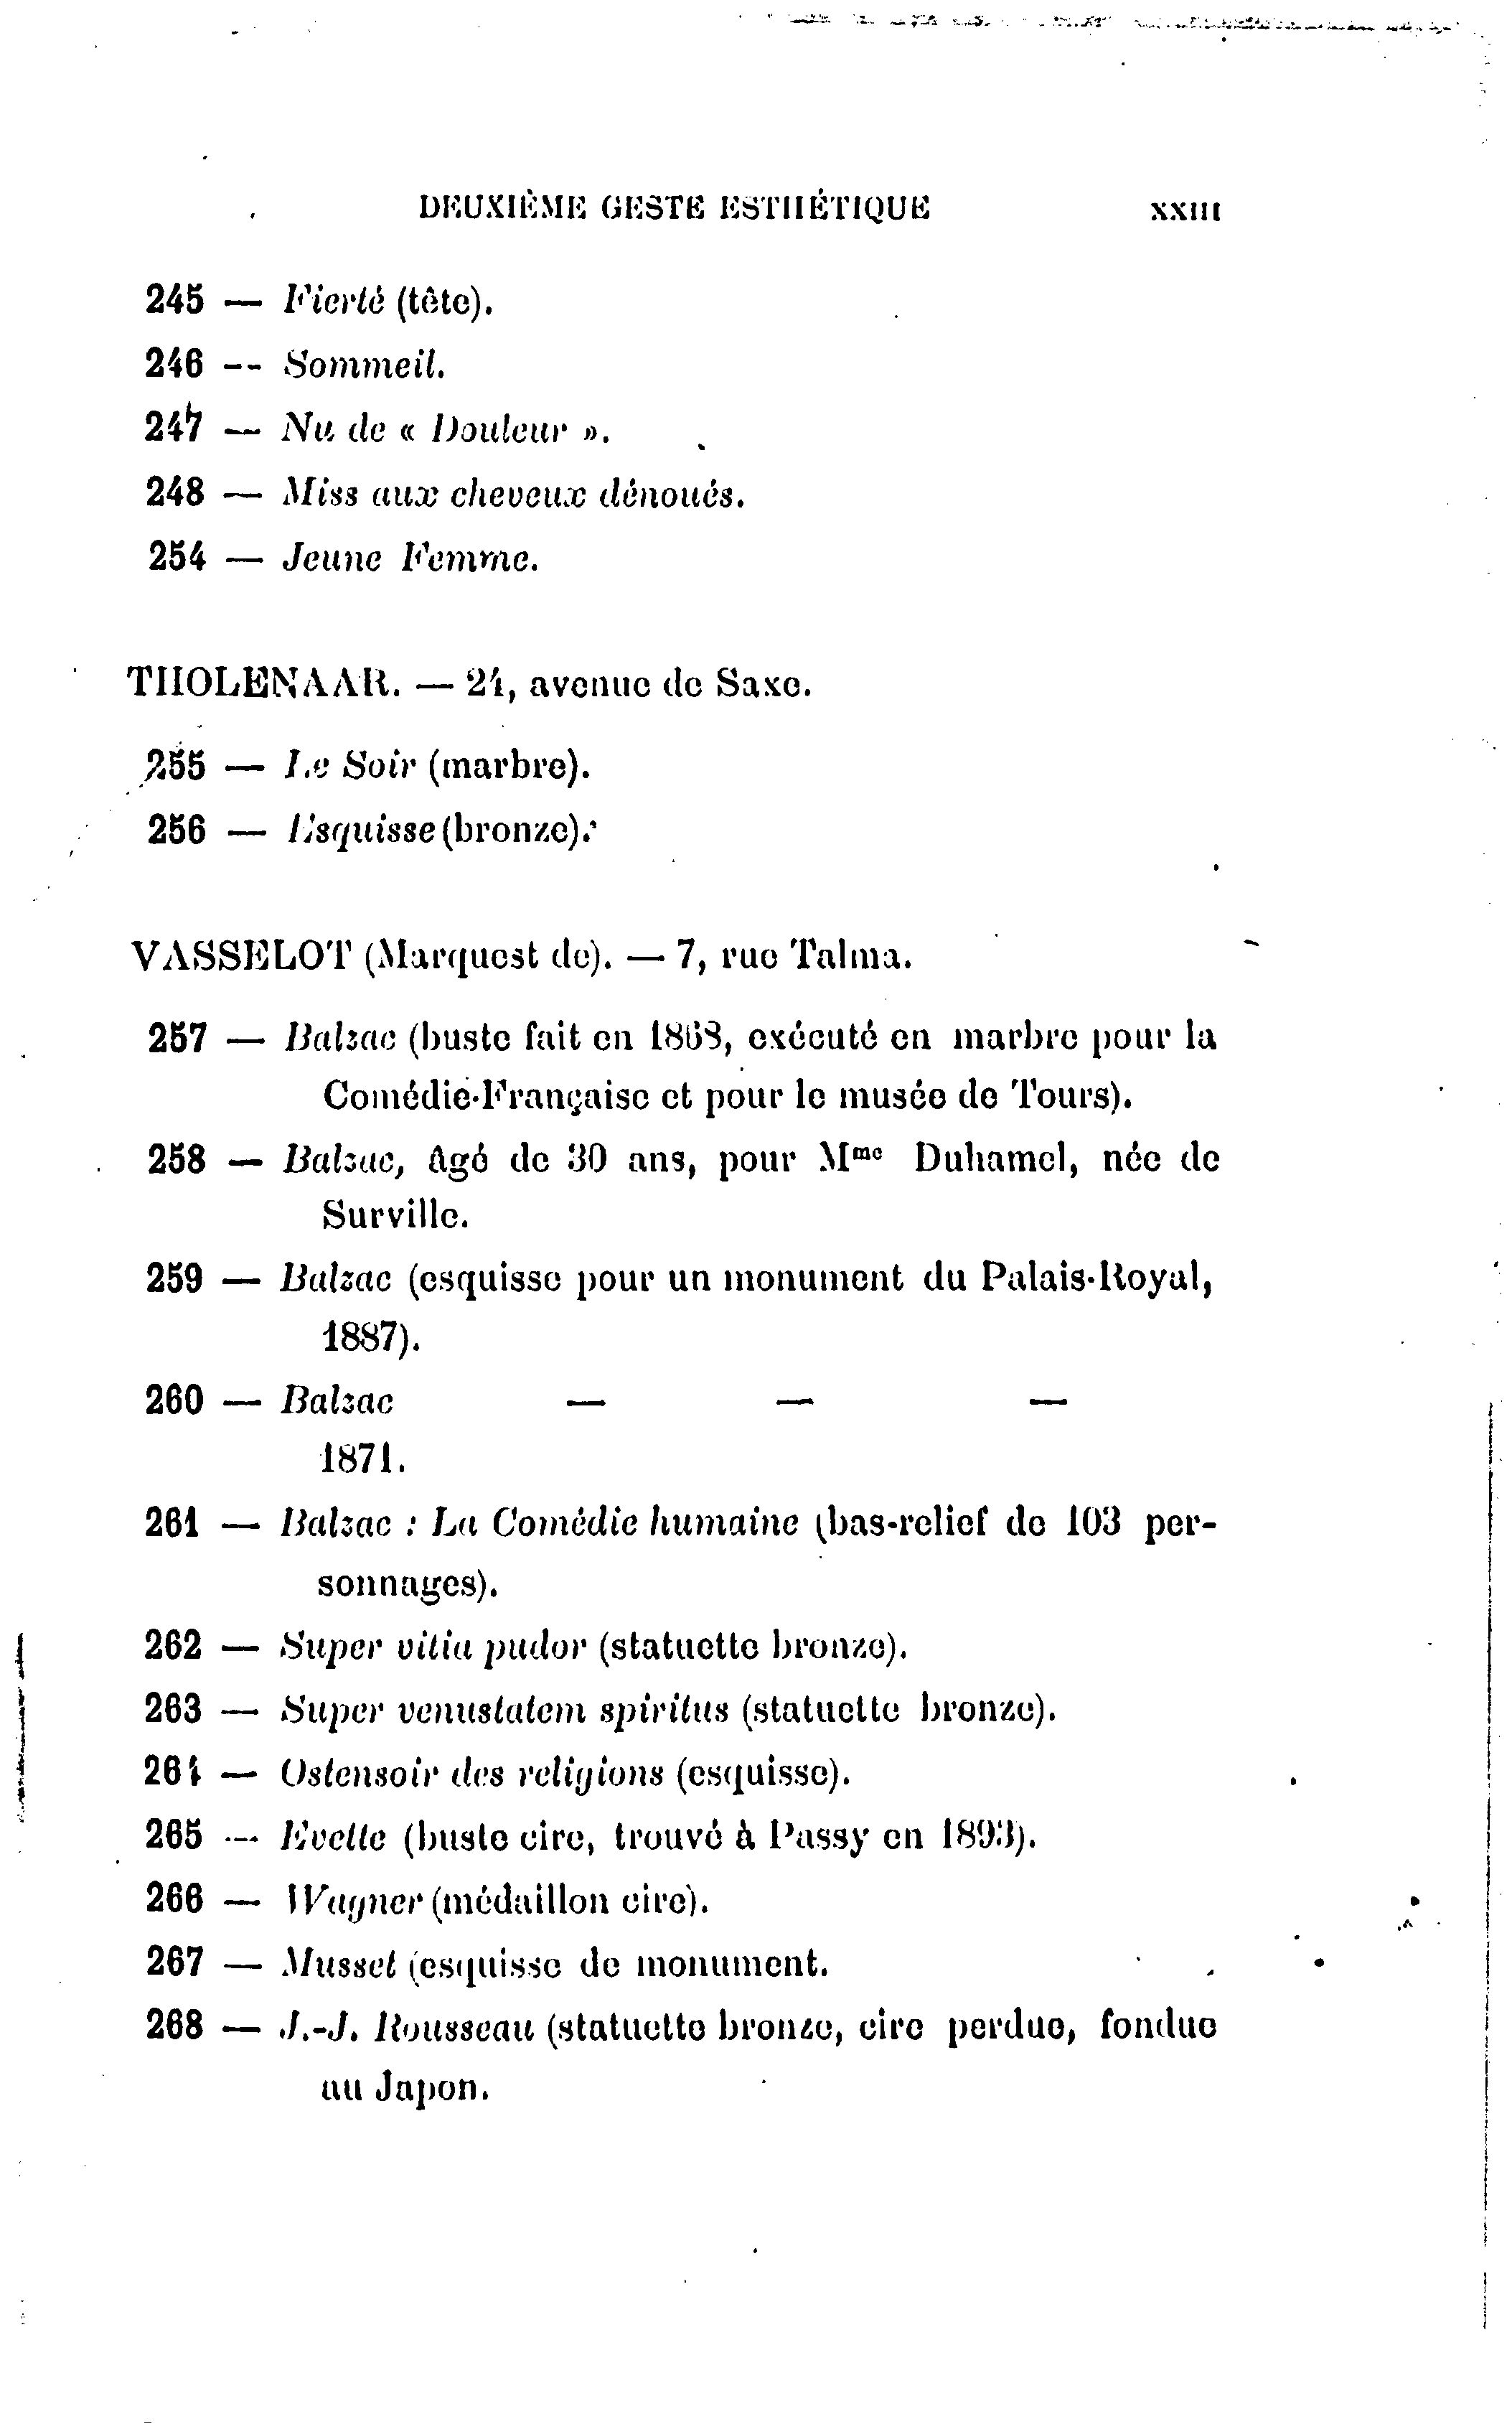 DEUXIÈME GESTE ESTHÉTIQUE XXIII
245 — Fierté (tête).
246 -- Sommeil.
247 — Nu de « Douleur ».
248 — Miss aux cheveux dénoués.
254 — Jeune Femme.
THOLENAAR. — 24, avenue de Saxe.
255 — Le Soir (marbre).
256 — Esquisse (bronze).
VASSELOT (Marquest de). — 7, rue Talma.
257 — Balzac (buste fait en 1868, exécuté en marbre pour la
Comédie-Française et pour le musée de Tours).
258 — Balzac, âgé de 30 ans, pour Mme Duhamel, née de
Surville.
259 — Balzac (esquisse pour un monument du Palais-Royal,
1887).
260 — Balzac — — —
1871.
261 — Balzac : La Comédie humaine (bas-relief de 103 per-
sonnages).
262 — Super vitia pudor (statuette bronze).
263 — Super venustatem spiritus (statuette bronze).
264 — Ostensoir des religions (esquisse).
265 — Evelle (buste cire, trouvé à Passy en 1893).
266 — Wagner (médaillon cire).
267 — Musset (esquisse de monument.
268 — J.-J. Rousseau (statuette bronze, cire perdue, fondue
au Japon.